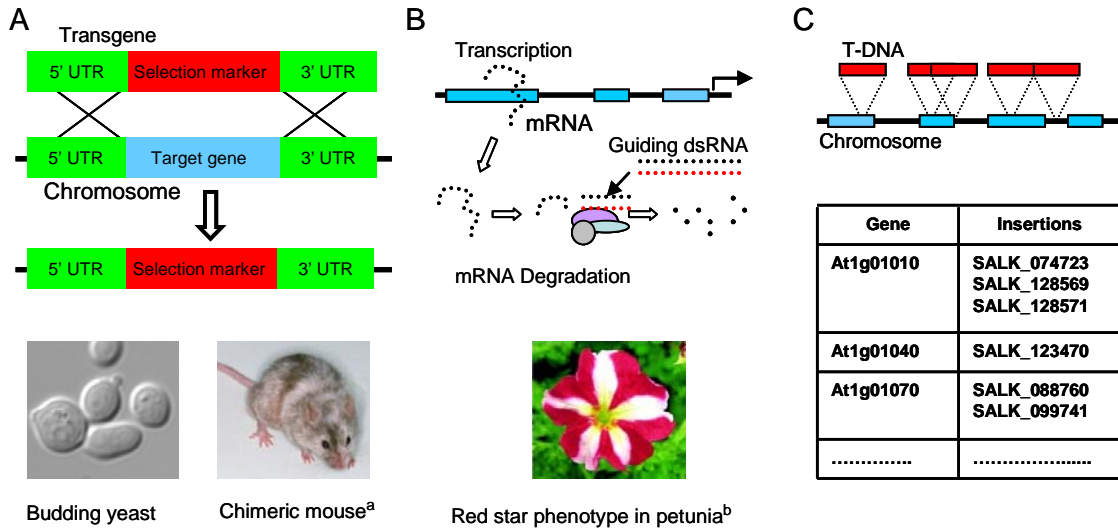 A
Transgene
5' UTR Selection marker 3' UTR
5' UTR Target gene 3' UTR
Chromosome
5' UTR Selection marker 3' UTR
Budding yeast
Chimeric mouseᵃ
B
Transcription
mRNA
Guiding dsRNA
mRNA Degradation
Red star phenotype in petuniaᵇ
C
T-DNA
Chromosome
Gene Insertions
At1g01010 SALK_074723
SALK_128569
SALK_128571
At1g01040 SALK_123470
At1g01070 SALK_088760
SALK_099741
............. ......................